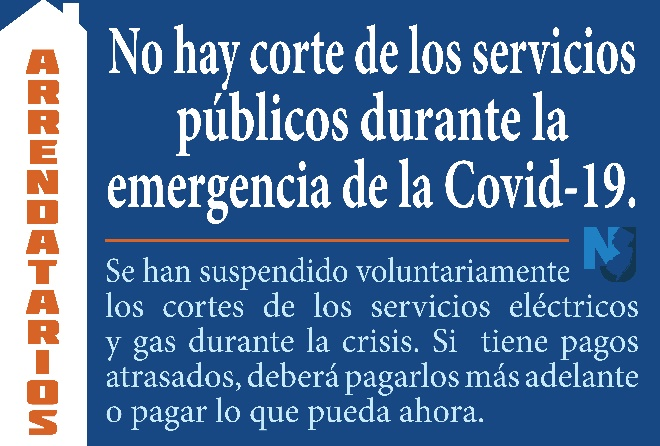 ARRENDATARIOS
No hay corte de los servicios
públicos durante la
emergencia de la Covid-19.
NJ
Se han suspendido voluntariamente
los cortes de los servicios eléctricos
y gas durante la crisis. Si tiene pagos
atrasados, deberá pagarlos más adelante
o pagar lo que pueda ahora.